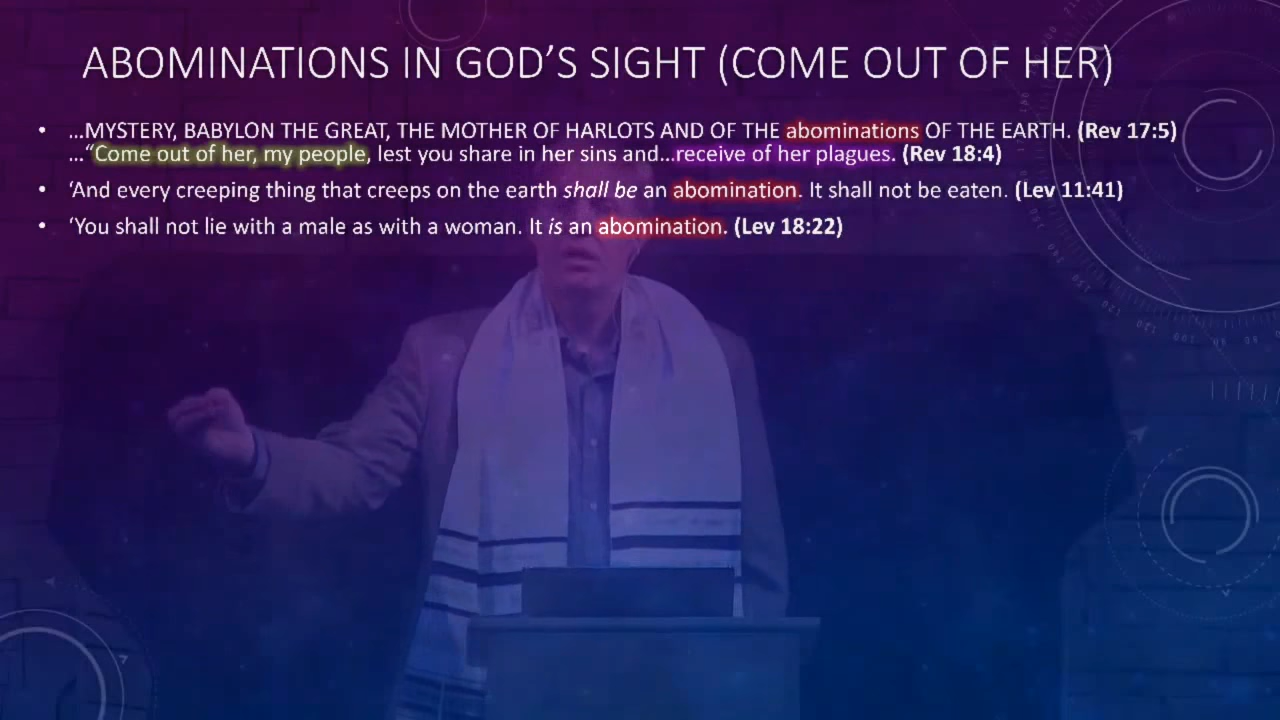 ABOMINATIONS IN GOD’S SIGHT (COME OUT OF HER)
• …MYSTERY, BABYLON THE GREAT, THE MOTHER OF HARLOTS AND OF THE abominations OF THE EARTH. (Rev 17:5)
…“Come out of her, my people, lest you share in her sins and…receive of her plagues. (Rev 18:4)
• ‘And every creeping thing that creeps on the earth shall be an abomination. It shall not be eaten. (Lev 11:41)
• ‘You shall not lie with a male as with a woman. It is an abomination. (Lev 18:22)